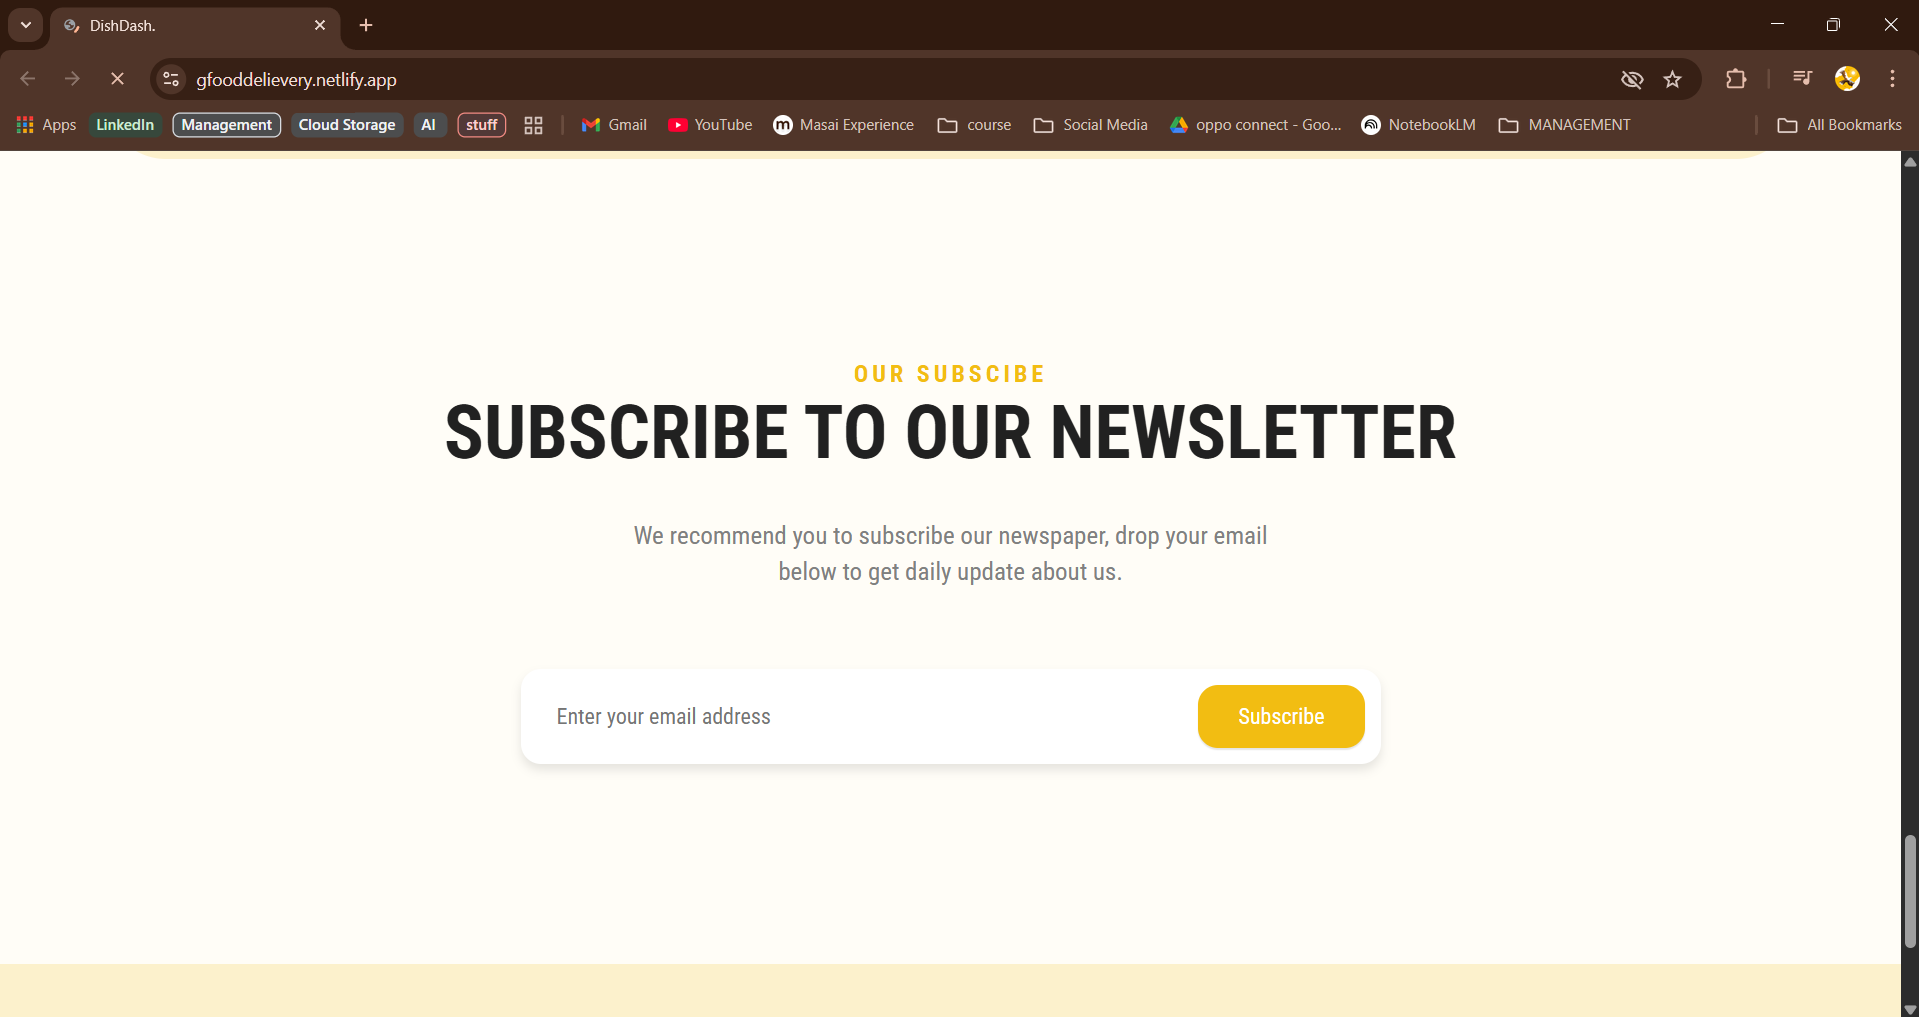 DishDash.
gfooddelievery.netlify.app
Apps LinkedIn Management Cloud Storage AI stuff Gmail YouTube Masai Experience course Social Media oppo connect - Goo... NotebookLM MANAGEMENT All Bookmarks
OUR SUBSCIBE
SUBSCRIBE TO OUR NEWSLETTER
We recommend you to subscribe our newspaper, drop your email
below to get daily update about us.
Enter your email address Subscribe